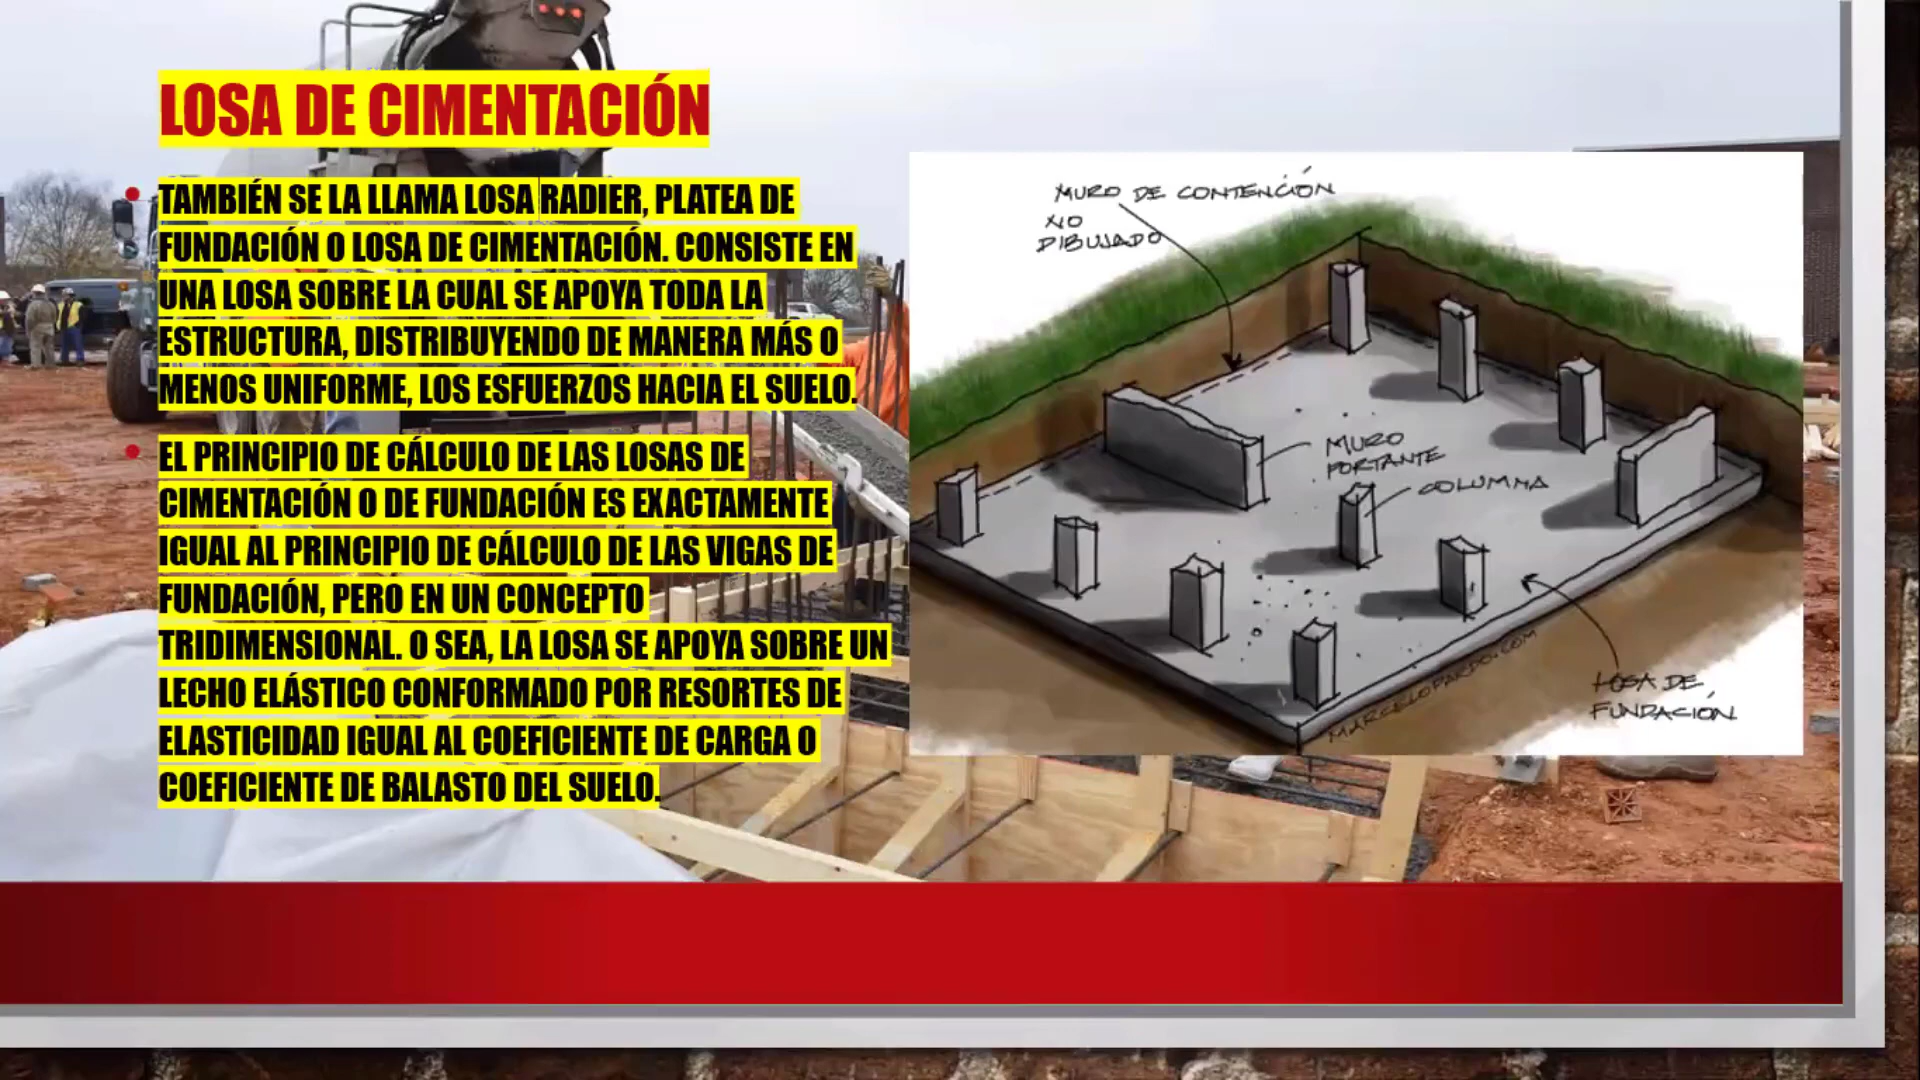 LOSA DE CIMENTACIÓN
TAMBIÉN SE LA LLAMA LOSA RADIER, PLATEA DE
FUNDACIÓN O LOSA DE CIMENTACIÓN. CONSISTE EN
UNA LOSA SOBRE LA CUAL SE APOYA TODA LA
ESTRUCTURA, DISTRIBUYENDO DE MANERA MÁS O
MENOS UNIFORME, LOS ESFUERZOS HACIA EL SUELO.
EL PRINCIPIO DE CÁLCULO DE LAS LOSAS DE
CIMENTACIÓN O DE FUNDACIÓN ES EXACTAMENTE
IGUAL AL PRINCIPIO DE CÁLCULO DE LAS VIGAS DE
FUNDACIÓN, PERO EN UN CONCEPTO
TRIDIMENSIONAL. O SEA, LA LOSA SE APOYA SOBRE UN
LECHO ELÁSTICO CONFORMADO POR RESORTES DE
ELASTICIDAD IGUAL AL COEFICIENTE DE CARGA O
COEFICIENTE DE BALASTO DEL SUELO.
MURO DE CONTENCIÓN
NO
DIBUJADO
MURO
PORTANTE
COLUMNA
LOSA DE
FUNDACIÓN
MARCELOPARDO.COM